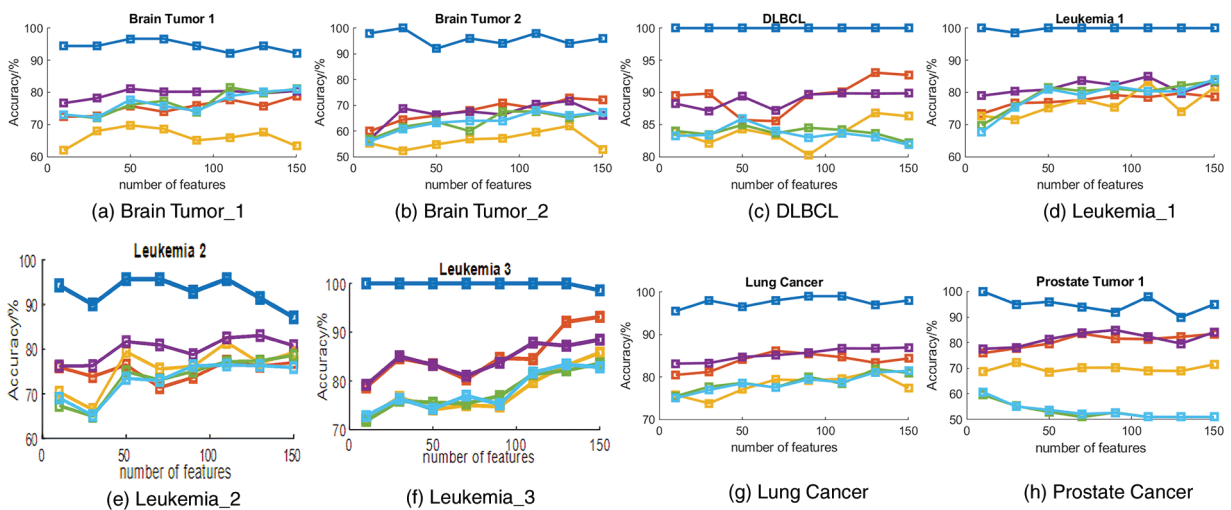 Brain Tumor 1
Accuracy/%
100
90
80
70
60
0
50
100
150
number of features
(a) Brain Tumor_1
Brain Tumor 2
Accuracy/%
100
90
80
70
60
50
0
50
100
150
number of features
(b) Brain Tumor_2
DLBCL
Accuracy/%
100
95
90
85
80
0
50
100
150
number of features
(c) DLBCL
Leukemia 1
Accuracy/%
100
90
80
70
60
0
50
100
150
number of features
(d) Leukemia_1
Leukemia 2
Accuracy/%
100
90
80
70
60
0
50
100
150
number of features
(e) Leukemia_2
Leukemia 3
Accuracy/%
100
90
80
70
0
50
100
150
number of features
(f) Leukemia_3
Lung Cancer
Accuracy/%
100
90
80
70
0
50
100
150
number of features
(g) Lung Cancer
Prostate Tumor 1
Accuracy/%
100
90
80
70
60
50
0
50
100
150
number of features
(h) Prostate Cancer